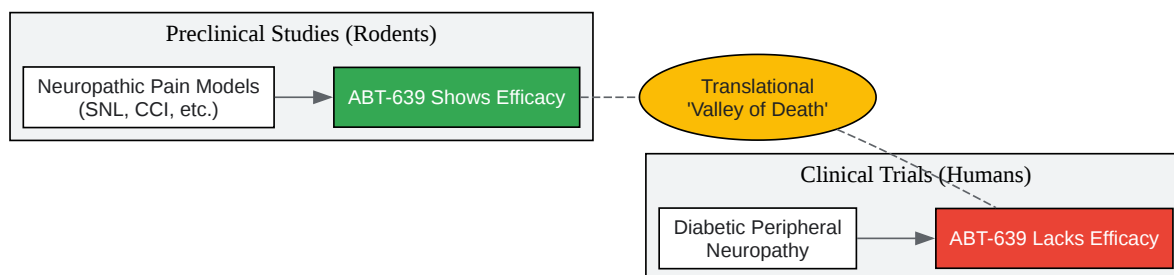 Preclinical Studies (Rodents)
Neuropathic Pain Models
(SNL, CCI, etc.)
ABT-639 Shows Efficacy
Translational
'Valley of Death'
Clinical Trials (Humans)
Diabetic Peripheral
Neuropathy
ABT-639 Lacks Efficacy